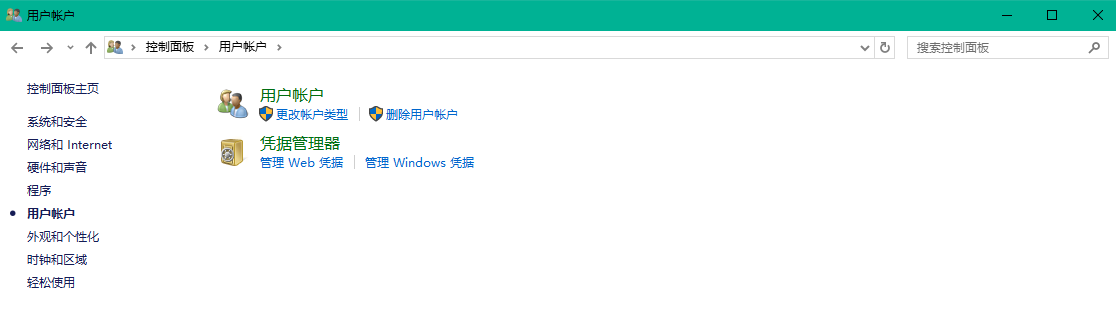 用户帐户
控制面板 用户帐户
搜索控制面板
控制面板主页
系统和安全
网络和 Internet
硬件和声音
程序
用户帐户
外观和个性化
时钟和区域
轻松使用
用户帐户
更改帐户类型 删除用户帐户
凭据管理器
管理 Web 凭据 管理 Windows 凭据